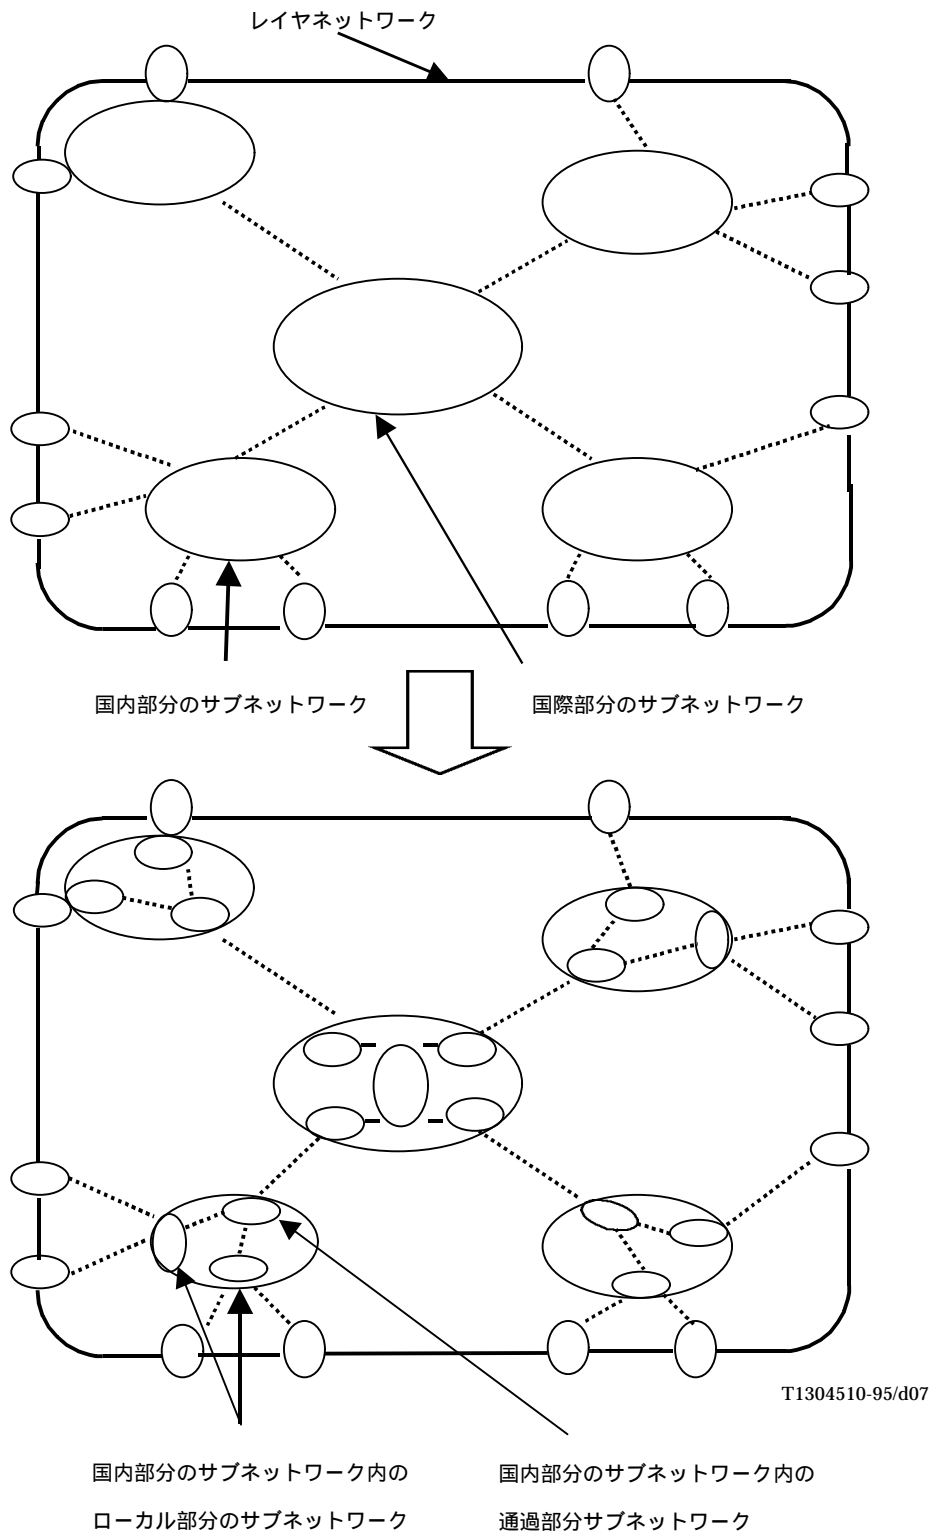 レイヤネットワーク
国内部分のサブネットワーク
国際部分のサブネットワーク
T1304510-95/d07
国内部分のサブネットワーク内の
ローカル部分のサブネットワーク
国内部分のサブネットワーク内の
通過部分サブネットワーク